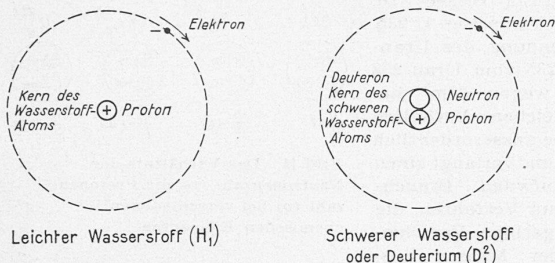 Elektron
Kern des
Wasserstoff-
Atoms
Proton
Leichter Wasserstoff (H₁¹)
Elektron
Deuteron
Kern des
schweren
Wasserstoff-
Atoms
Neutron
Proton
Schwerer Wasserstoff
oder Deuterium (D₁²)